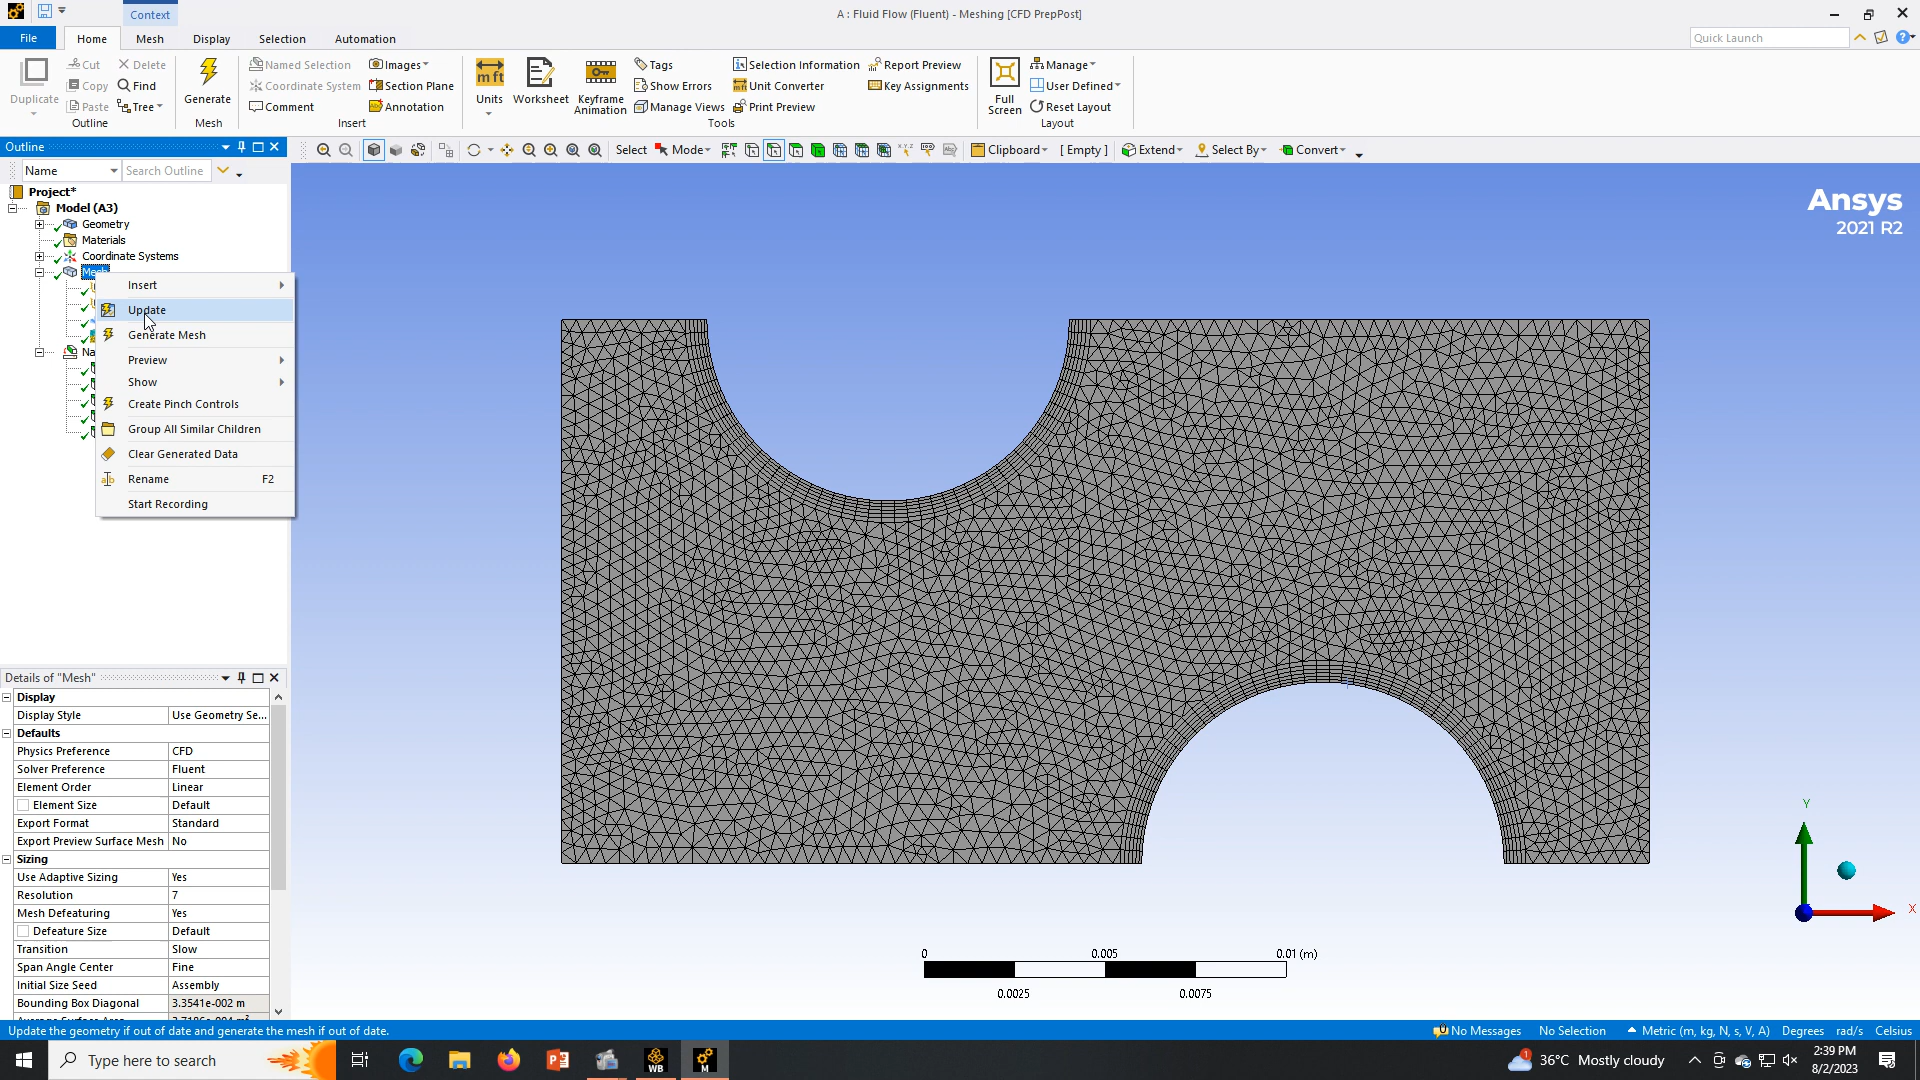 Context
A : Fluid Flow (Fluent) - Meshing [CFD PrepPost]
File Home Mesh Display Selection Automation
Quick Launch
Cut Delete
Copy Find
Duplicate
Paste Tree
Outline
Generate
Mesh
Named Selection Images
Coordinate System Section Plane
Comment Annotation
Insert
Units Worksheet Keyframe Animation
Tags Selection Information Report Preview
Show Errors Unit Converter Key Assignments
Manage Views Print Preview
Tools
Full Screen
Manage
User Defined
Reset Layout
Layout
Outline
Select Mode Clipboard [ Empty ] Extend Select By Convert
Name Search Outline
Project*
Model (A3)
Geometry
Materials
Coordinate Systems
Mesh
Insert
Update
Generate Mesh
Preview
Show
Create Pinch Controls
Group All Similar Children
Clear Generated Data
Rename F2
Start Recording
Na
Ansys
2021 R2
Details of "Mesh"
Display
Display Style Use Geometry Se...
Defaults
Physics Preference CFD
Solver Preference Fluent
Element Order Linear
Element Size Default
Export Format Standard
Export Preview Surface Mesh No
Sizing
Use Adaptive Sizing Yes
Resolution 7
Mesh Defeaturing Yes
Defeature Size Default
Transition Slow
Span Angle Center Fine
Initial Size Seed Assembly
Bounding Box Diagonal 3.3541e-002 m
Y
X
0 0.005 0.01 (m)
0.0025 0.0075
Update the geometry if out of date and generate the mesh if out of date.
No Messages No Selection Metric (m, kg, N, s, V, A) Degrees rad/s Celsius
Type here to search
WB
M
36°C Mostly cloudy
2:39 PM
8/2/2023